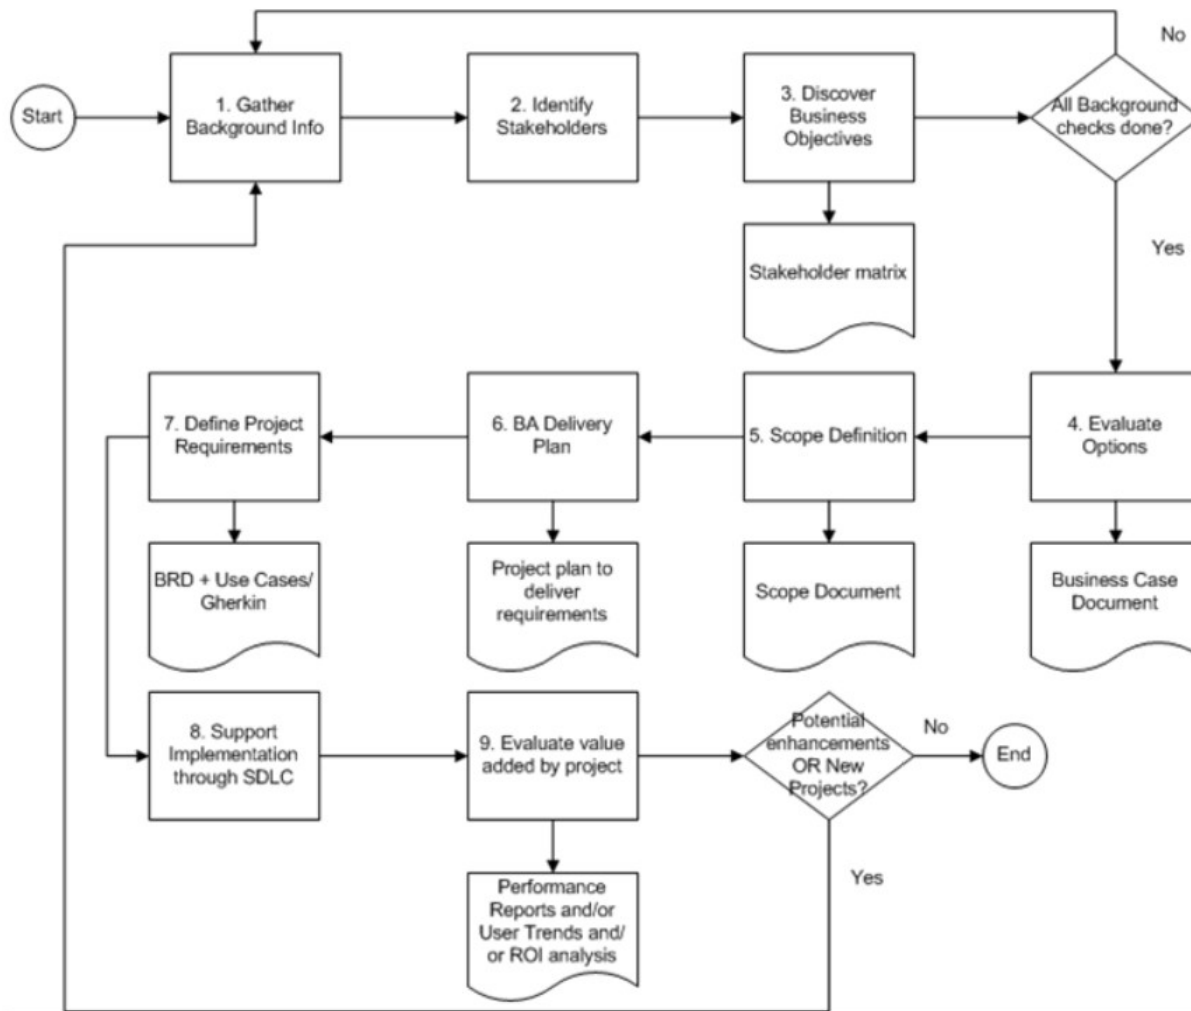 No
Start
1. Gather
Background Info
2. Identify
Stakeholders
3. Discover
Business
Objectives
All Background
checks done?
Yes
Stakeholder matrix
7. Define Project
Requirements
6. BA Delivery
Plan
5. Scope Definition
4. Evaluate
Options
BRD + Use Cases/
Gherkin
Project plan to
deliver
requirements
Scope Document
Business Case
Document
8. Support
Implementation
through SDLC
9. Evaluate value
added by project
Potential
enhancements
OR New
Projects?
No
End
Yes
Performance
Reports and/or
User Trends and/
or ROI analysis